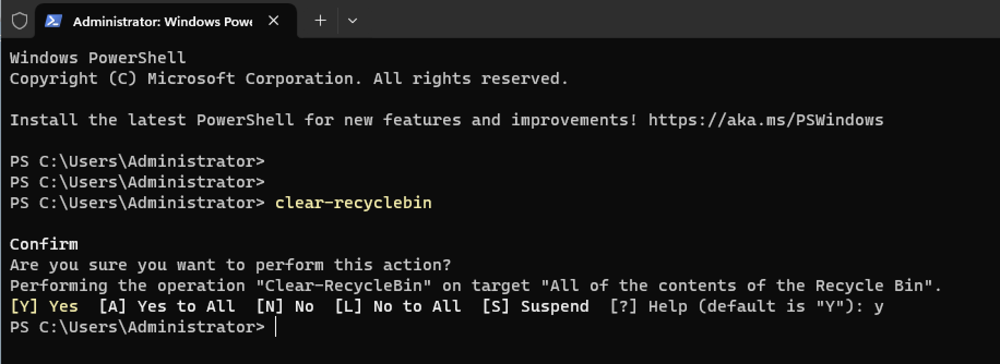 Administrator: Windows Powe
Windows PowerShell
Copyright (C) Microsoft Corporation. All rights reserved.
Install the latest PowerShell for new features and improvements! https://aka.ms/PSWindows
PS C:\Users\Administrator>
PS C:\Users\Administrator>
PS C:\Users\Administrator> clear-recyclebin
Confirm
Are you sure you want to perform this action?
Performing the operation "Clear-RecycleBin" on target "All of the contents of the Recycle Bin".
[Y] Yes  [A] Yes to All  [N] No  [L] No to All  [S] Suspend  [?] Help (default is "Y"): y
PS C:\Users\Administrator>